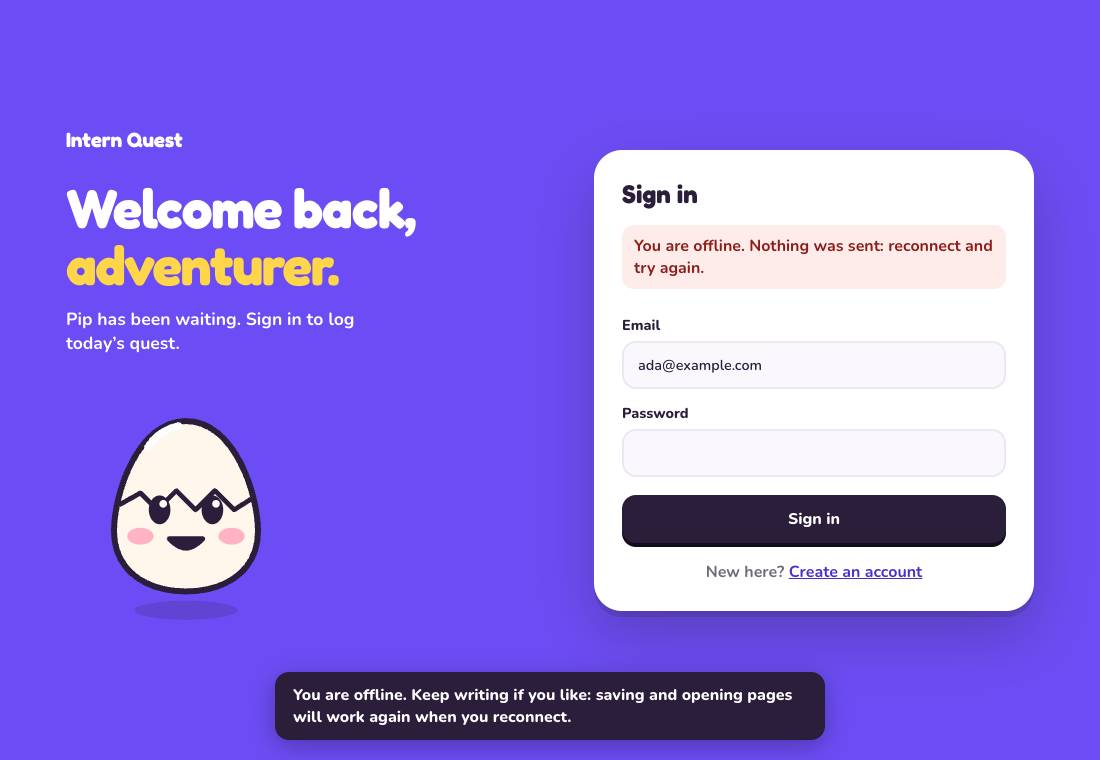 Intern Quest
Welcome back,
adventurer.
Pip has been waiting. Sign in to log
today’s quest.
Sign in
You are offline. Nothing was sent: reconnect and
try again.
Email
ada@example.com
Password
Sign in
New here? Create an account
You are offline. Keep writing if you like: saving and opening pages
will work again when you reconnect.